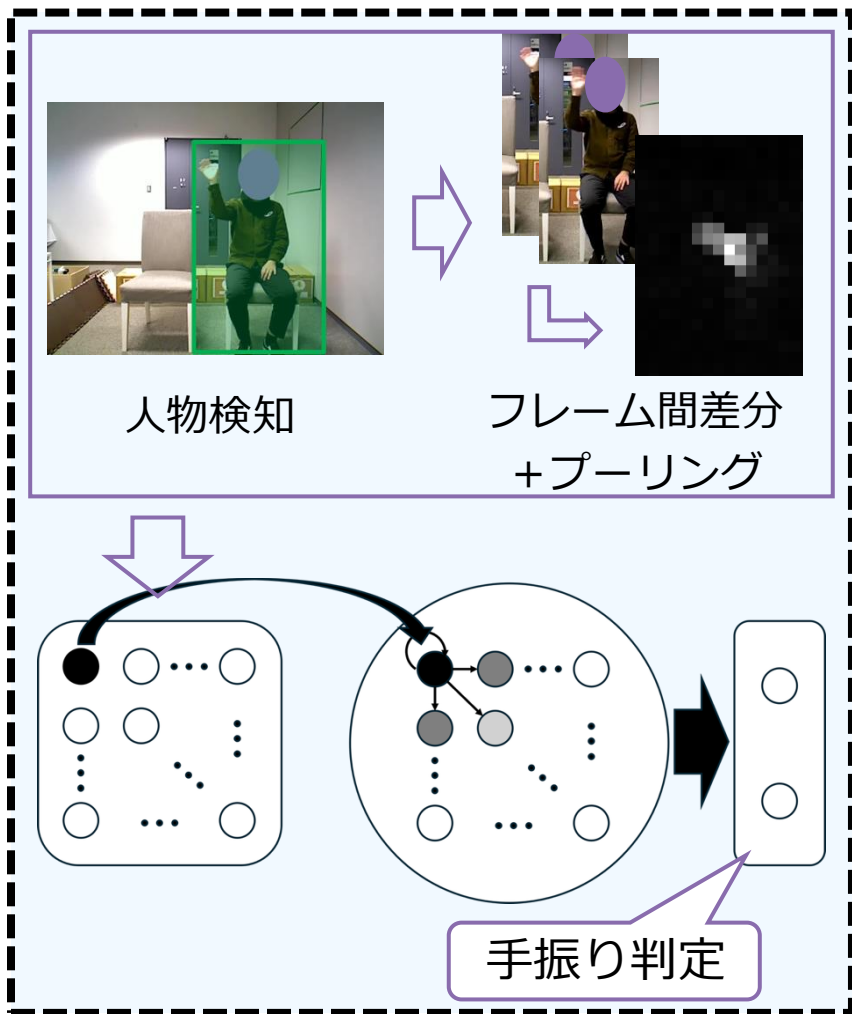 人物検知
フレーム間差分
+プーリング
手振り判定